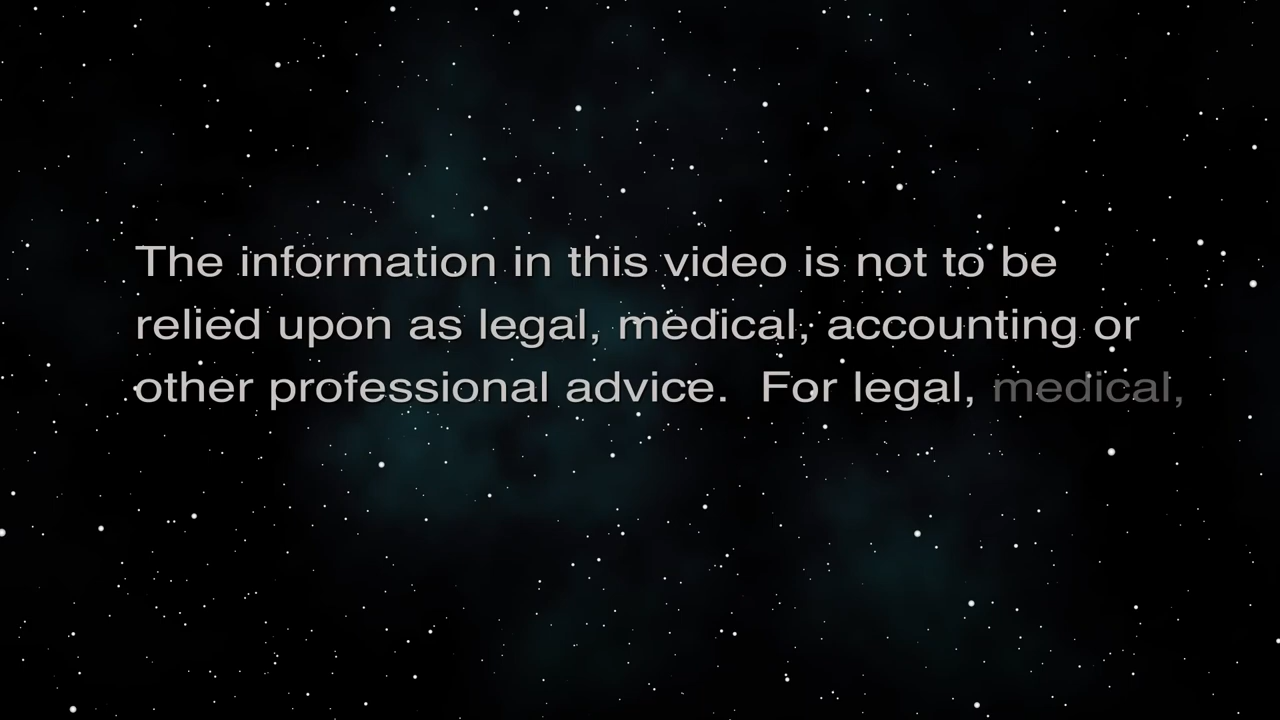 The information in this video is not to be
relied upon as legal, medical, accounting or
other professional advice.  For legal, medical,